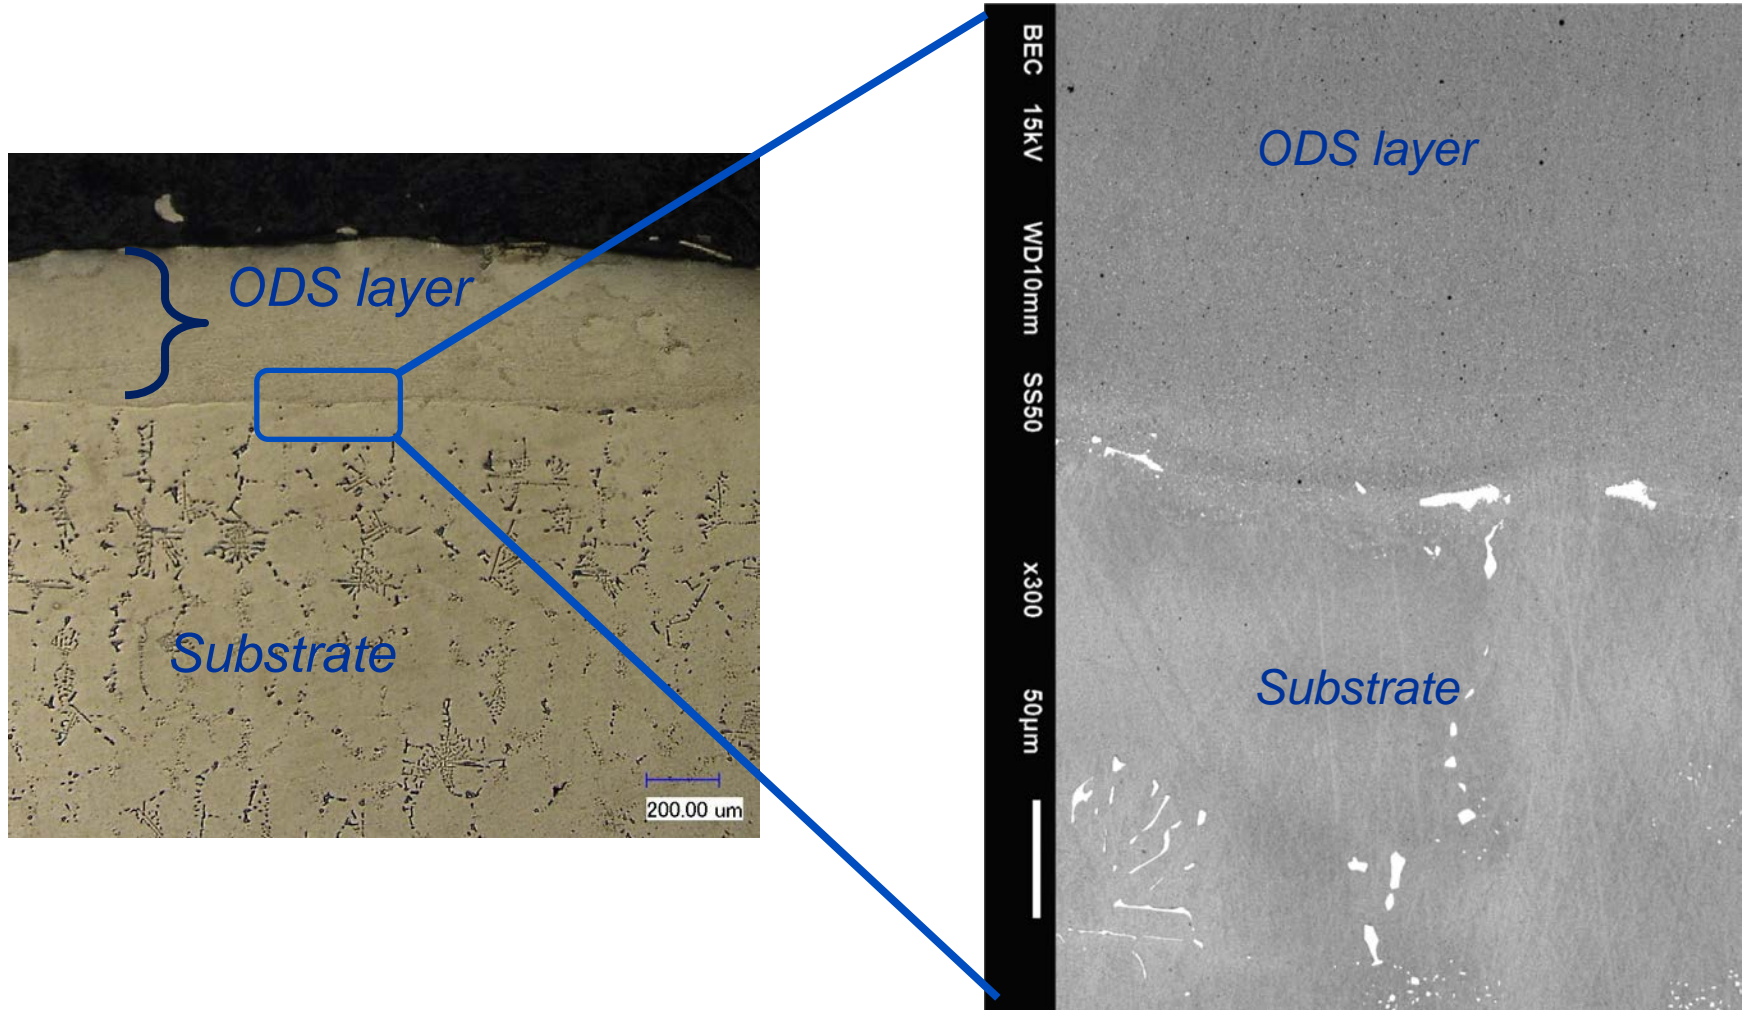 ODS layer
Substrate
200.00 um
BEC 15kV WD10mm SS50 x300 50µm
ODS layer
Substrate